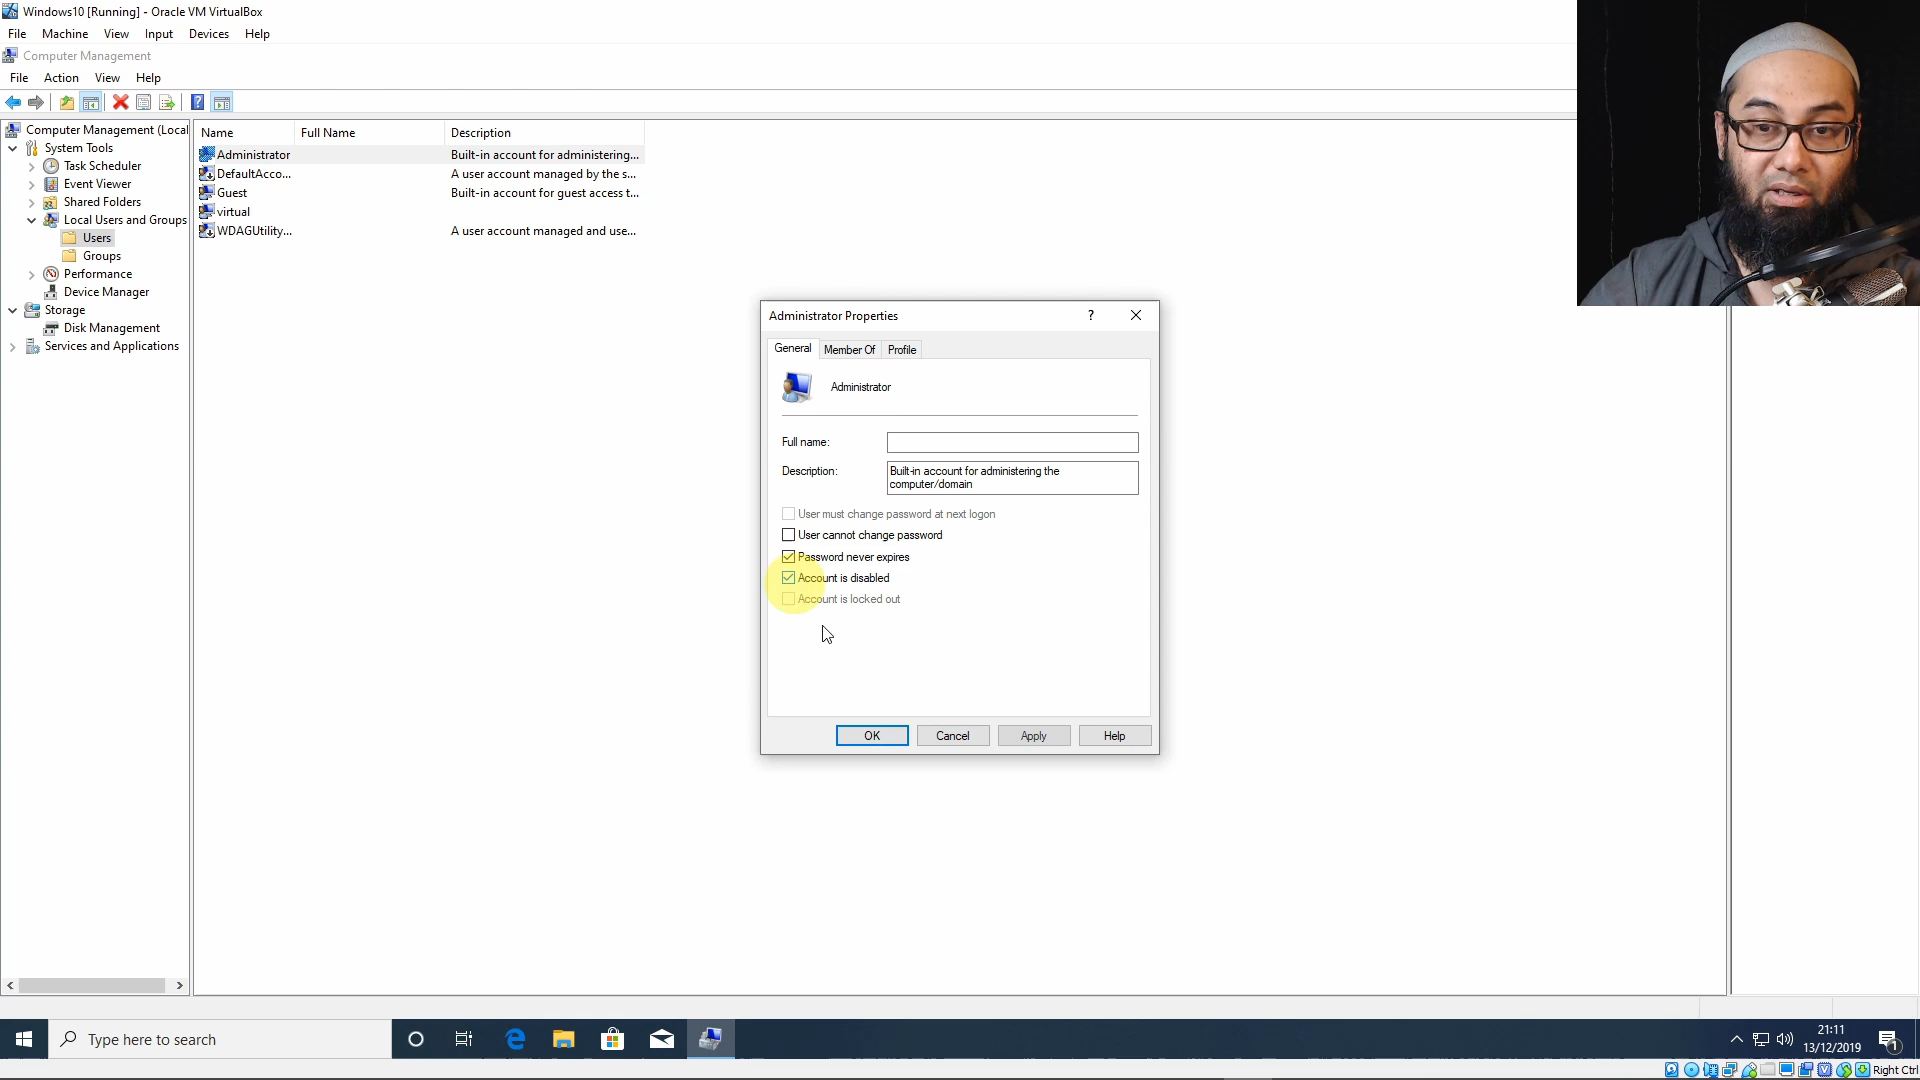 Windows10 [Running] - Oracle VM VirtualBox
File Machine View Input Devices Help
Computer Management
File Action View Help
Computer Management (Local
System Tools
Task Scheduler
Event Viewer
Shared Folders
Local Users and Groups
Users
Groups
Performance
Device Manager
Storage
Disk Management
Services and Applications
Name Full Name Description
Administrator Built-in account for administering...
DefaultAcco... A user account managed by the s...
Guest Built-in account for guest access t...
virtual
WDAGUtility... A user account managed and use...
Administrator Properties ?
General Member Of Profile
Administrator
Full name:
Description: Built-in account for administering the
computer/domain
User must change password at next logon
User cannot change password
Password never expires
Account is disabled
Account is locked out
OK Cancel Apply Help
Type here to search
21:11
13/12/2019
1
Right Ctrl